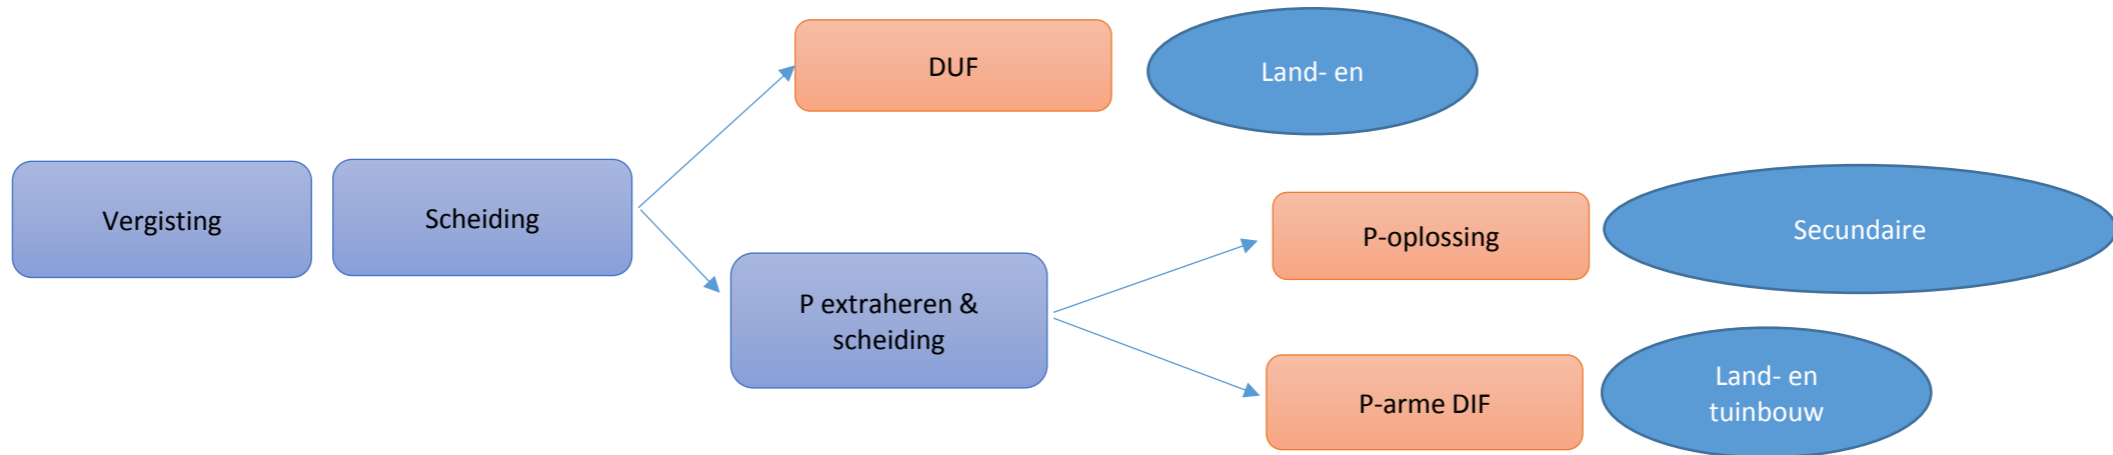 DUF
Land- en
Vergisting
Scheiding
P-oplossing
Secundaire
P extraheren &
scheiding
P-arme DIF
Land- en
tuinbouw